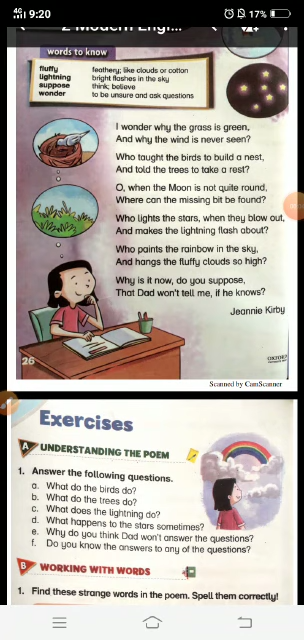 4G 9:20 17%
2 Modern Engl...
words to know
fluffy feathery; like clouds or cotton
lightning bright flashes in the sky
suppose think; believe
wonder to be unsure and ask questions
I wonder why the grass is green,
And why the wind is never seen?
Who taught the birds to build a nest,
And told the trees to take a rest?
O, when the Moon is not quite round,
Where can the missing bit be found?
Who lights the stars, when they blow out,
And makes the lightning flash about?
Who paints the rainbow in the sky,
And hangs the fluffy clouds so high?
Why is it now, do you suppose,
That Dad won't tell me, if he knows?
Jeannie Kirby
26
OXFORD
Scanned by CamScanner
Exercises
A UNDERSTANDING THE POEM
1. Answer the following questions.
a. What do the birds do?
b. What do the trees do?
c. What does the lightning do?
d. What happens to the stars sometimes?
e. Why do you think Dad won't answer the questions?
f. Do you know the answers to any of the questions?
B WORKING WITH WORDS
1. Find these strange words in the poem. Spell them correctly!